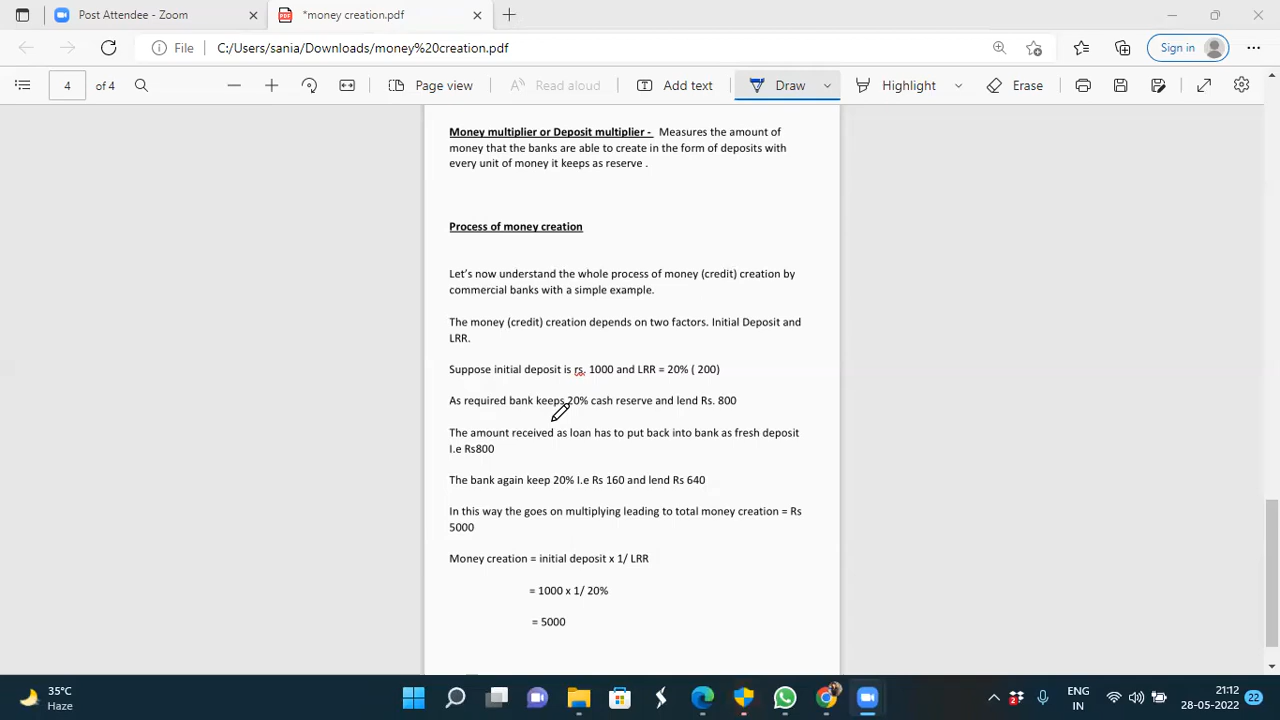 Post Attendee - Zoom
*money creation.pdf
File
C:/Users/sania/Downloads/money%20creation.pdf
Sign in
4 of 4
Page view
Read aloud
Add text
Draw
Highlight
Erase
Money multiplier or Deposit multiplier - Measures the amount of
money that the banks are able to create in the form of deposits with
every unit of money it keeps as reserve .
Process of money creation
Let's now understand the whole process of money (credit) creation by
commercial banks with a simple example.
The money (credit) creation depends on two factors. Initial Deposit and
LRR.
Suppose initial deposit is rs. 1000 and LRR = 20% ( 200)
As required bank keeps 20% cash reserve and lend Rs. 800
The amount received as loan has to put back into bank as fresh deposit
I.e Rs800
The bank again keep 20% I.e Rs 160 and lend Rs 640
In this way the goes on multiplying leading to total money creation = Rs
5000
Money creation = initial deposit x 1/ LRR
= 1000 x 1/ 20%
= 5000
35°C
Haze
ENG
IN
21:12
28-05-2022
22